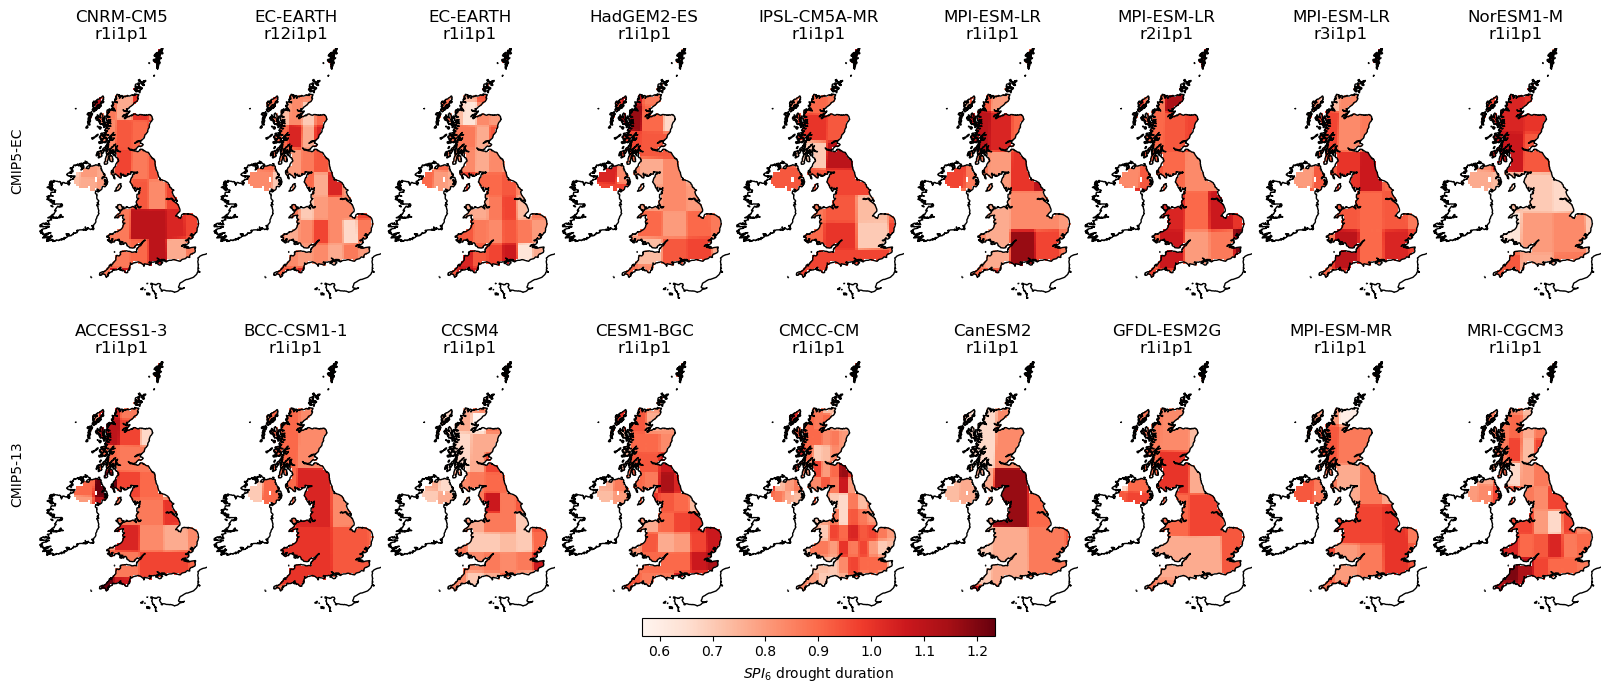 CNRM-CM5
r1i1p1
EC-EARTH
r12i1p1
EC-EARTH
r1i1p1
HadGEM2-ES
r1i1p1
IPSL-CM5A-MR
r1i1p1
MPI-ESM-LR
r1i1p1
MPI-ESM-LR
r2i1p1
MPI-ESM-LR
r3i1p1
NorESM1-M
r1i1p1
CMIP5-EC
ACCESS1-3
r1i1p1
BCC-CSM1-1
r1i1p1
CCSM4
r1i1p1
CESM1-BGC
r1i1p1
CMCC-CM
r1i1p1
CanESM2
r1i1p1
GFDL-ESM2G
r1i1p1
MPI-ESM-MR
r1i1p1
MRI-CGCM3
r1i1p1
CMIP5-13
0.6 0.7 0.8 0.9 1.0 1.1 1.2
SPI6 drought duration